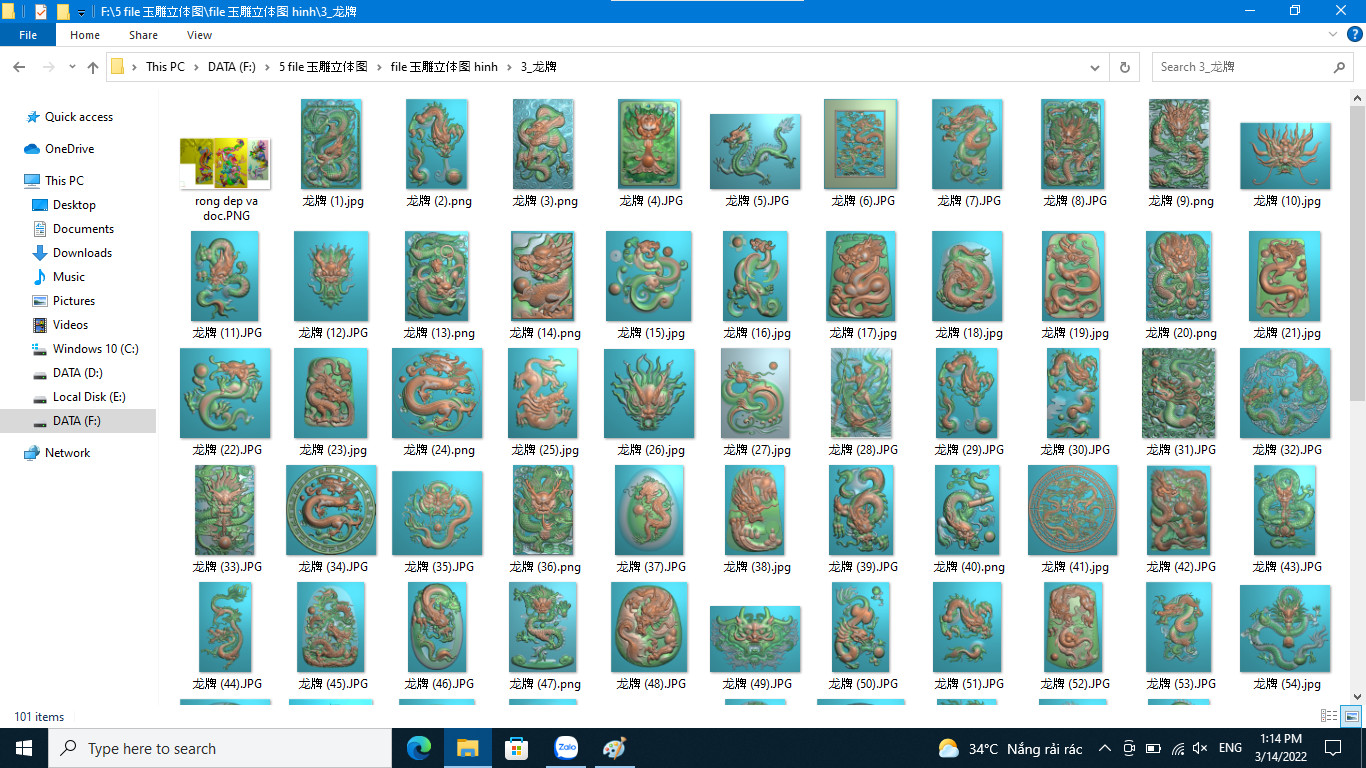 F:\5 file 玉雕立体图\file 玉雕立体图 hinh\3_龙牌
File Home Share View
This PC DATA (F:) 5 file 玉雕立体图 file 玉雕立体图 hinh 3_龙牌
Search 3_龙牌
Quick access
OneDrive
This PC
Desktop
Documents
Downloads
Music
Pictures
Videos
Windows 10 (C:)
DATA (D:)
Local Disk (E:)
DATA (F:)
Network
rong dep va
doc.PNG
龙牌 (1).jpg
龙牌 (2).png
龙牌 (3).png
龙牌 (4).JPG
龙牌 (5).JPG
龙牌 (6).JPG
龙牌 (7).JPG
龙牌 (8).JPG
龙牌 (9).png
龙牌 (10).jpg
龙牌 (11).JPG
龙牌 (12).JPG
龙牌 (13).png
龙牌 (14).png
龙牌 (15).jpg
龙牌 (16).jpg
龙牌 (17).jpg
龙牌 (18).jpg
龙牌 (19).jpg
龙牌 (20).png
龙牌 (21).jpg
龙牌 (22).JPG
龙牌 (23).jpg
龙牌 (24).png
龙牌 (25).jpg
龙牌 (26).jpg
龙牌 (27).jpg
龙牌 (28).JPG
龙牌 (29).JPG
龙牌 (30).JPG
龙牌 (31).JPG
龙牌 (32).JPG
龙牌 (33).JPG
龙牌 (34).JPG
龙牌 (35).JPG
龙牌 (36).png
龙牌 (37).JPG
龙牌 (38).jpg
龙牌 (39).JPG
龙牌 (40).png
龙牌 (41).jpg
龙牌 (42).JPG
龙牌 (43).JPG
龙牌 (44).JPG
龙牌 (45).JPG
龙牌 (46).JPG
龙牌 (47).png
龙牌 (48).JPG
龙牌 (49).JPG
龙牌 (50).JPG
龙牌 (51).JPG
龙牌 (52).JPG
龙牌 (53).JPG
龙牌 (54).jpg
101 items
Type here to search
Zalo
34°C Nắng rải rác
ENG
1:14 PM
3/14/2022